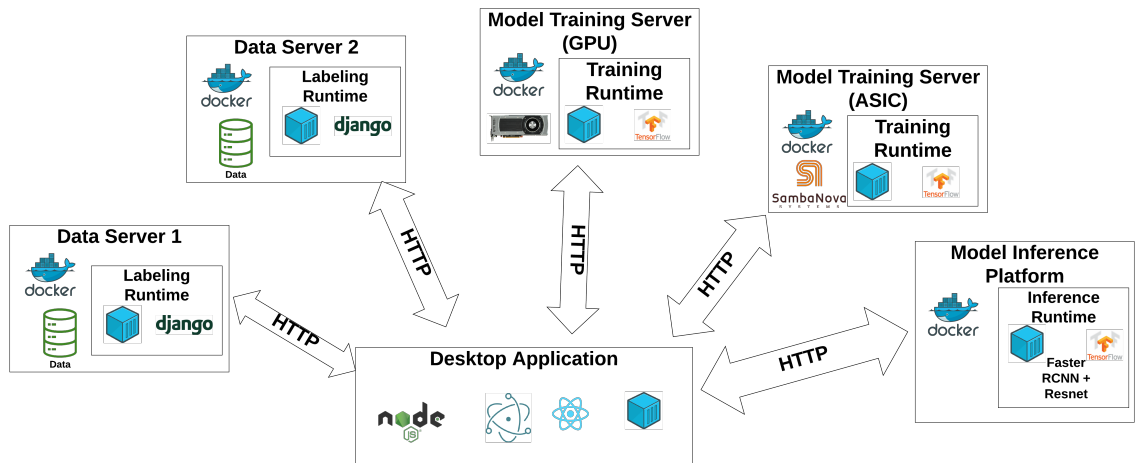 Model Training Server
(GPU)
docker
Training
Runtime
TensorFlow
Data Server 2
docker
Labeling
Runtime
django
Data
Model Training Server
(ASIC)
docker
Training
Runtime
SambaNova
SYSTEMS
TensorFlow
Data Server 1
docker
Labeling
Runtime
django
Data
Model Inference
Platform
docker
Inference
Runtime
TensorFlow
Faster
RCNN +
Resnet
HTTP
HTTP
HTTP
HTTP
HTTP
Desktop Application
node
JS